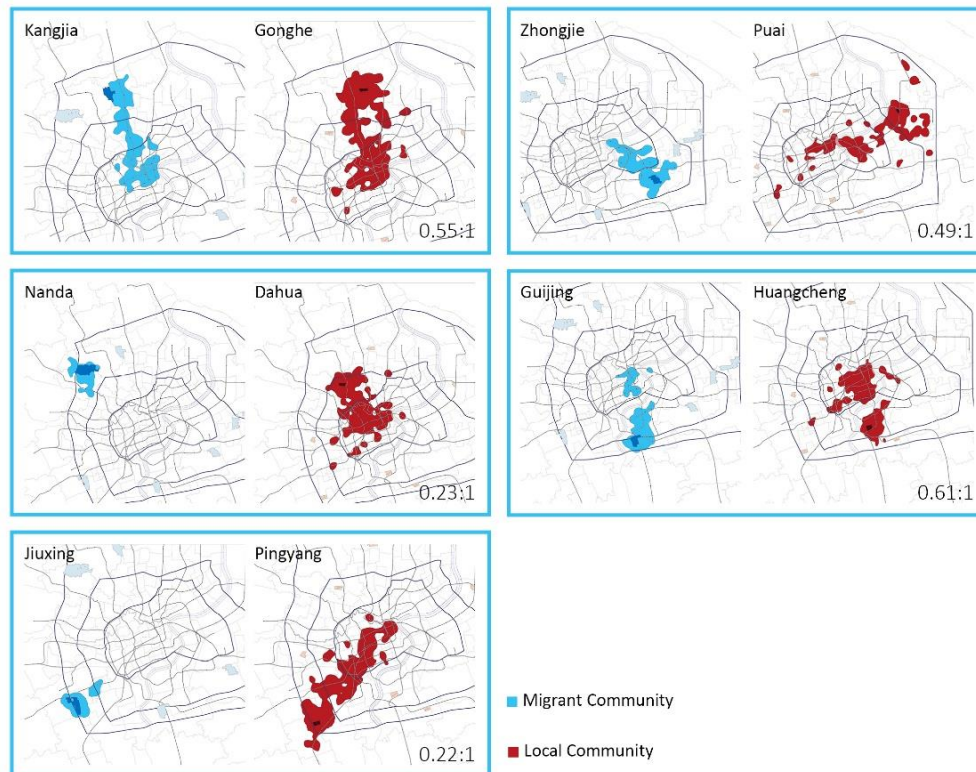 Kangjia
Gonghe
0.55:1
Zhongjie
Puai
0.49:1
Nanda
Dahua
0.23:1
Guijing
Huangcheng
0.61:1
Jiuxing
Pingyang
0.22:1
Migrant Community
Local Community